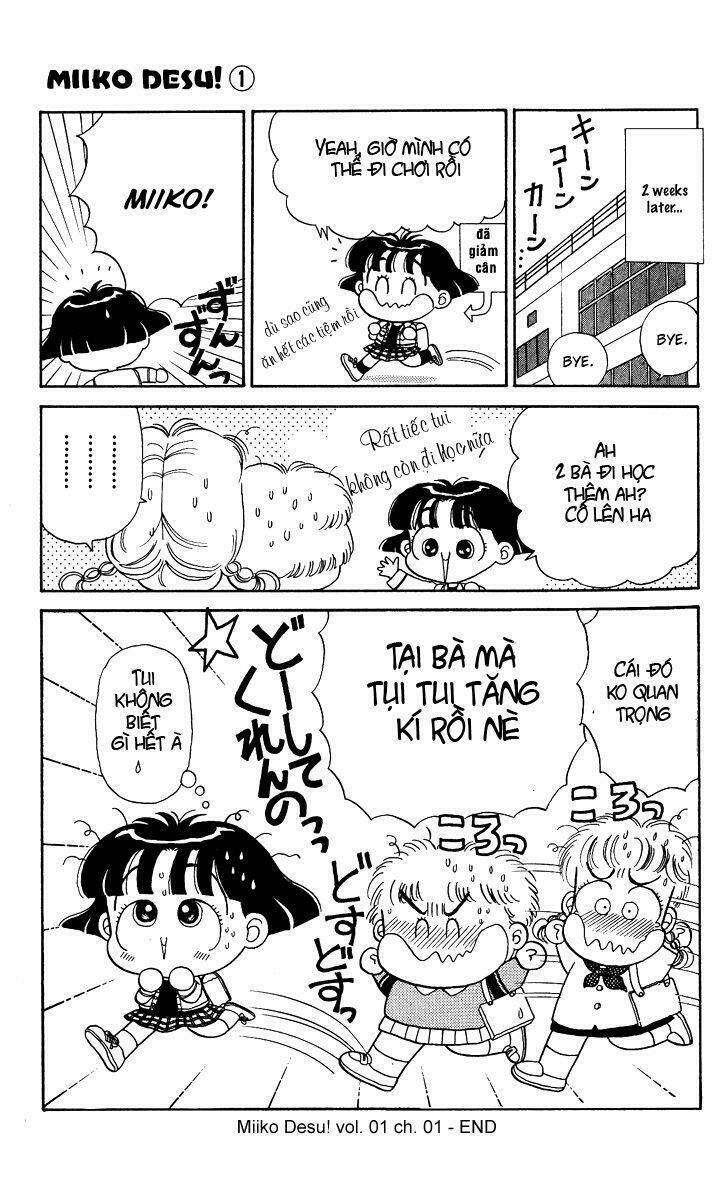 MIIKO DESU! ①
キーン
コーン
カーン…
2 weeks
later...
BYE.
BYE.
YEAH, GIỜ MÌNH CÓ
THỂ ĐI CHƠI RỒI
đã
giảm
cân
dù sao cũng
ăn hết các tiệm rồi
MIIKO!
ずん
ずんっ
AH
2 BÀ ĐI HỌC
THÊM AH?
CỐ LÊN HA
Rất tiếc tui
không còn đi học nữa
CÁI ĐÓ
KO QUAN
TRỌNG
TẠI BÀ MÀ
TỤI TUI TĂNG
KÍ RỒI NÈ
どーして
くれんのっっ
TUI
KHÔNG
BIẾT
GÌ HẾT À
ころっ
ころっ
どすどすっ
Miiko Desu! vol. 01 ch. 01 - END